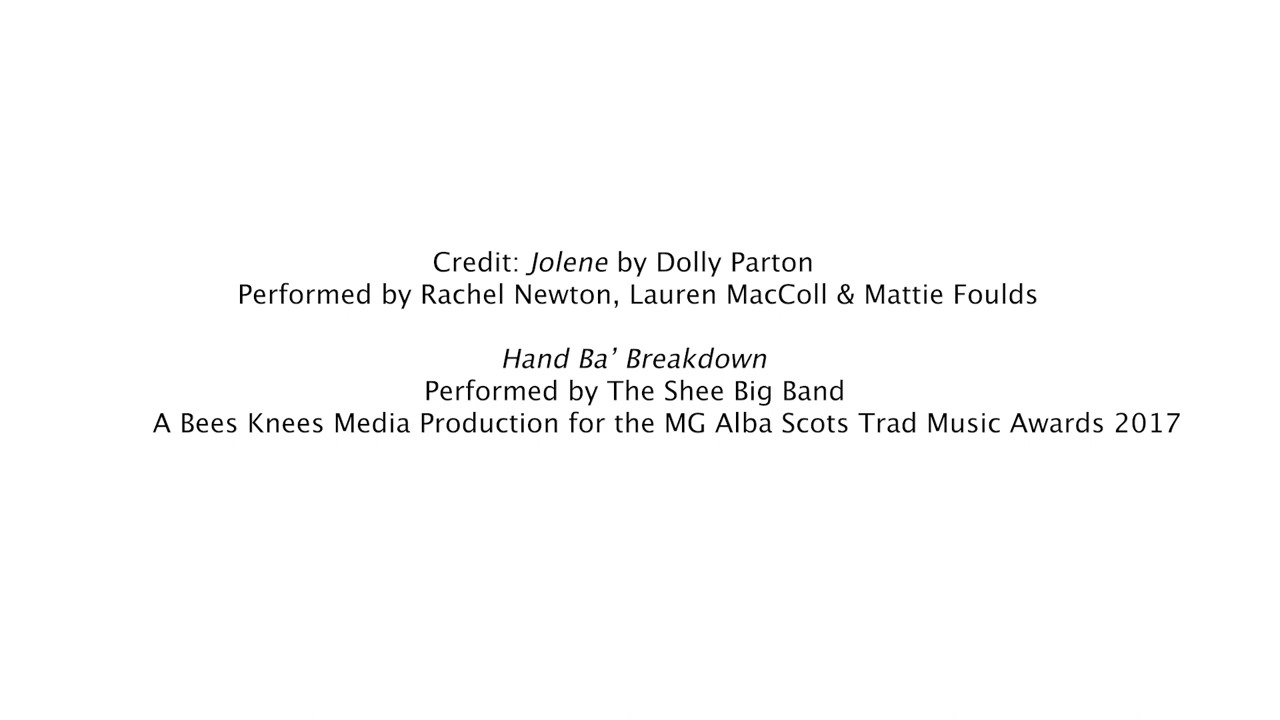 Credit: Jolene by Dolly Parton
Performed by Rachel Newton, Lauren MacColl & Mattie Foulds
Hand Ba’ Breakdown
Performed by The Shee Big Band
A Bees Knees Media Production for the MG Alba Scots Trad Music Awards 2017